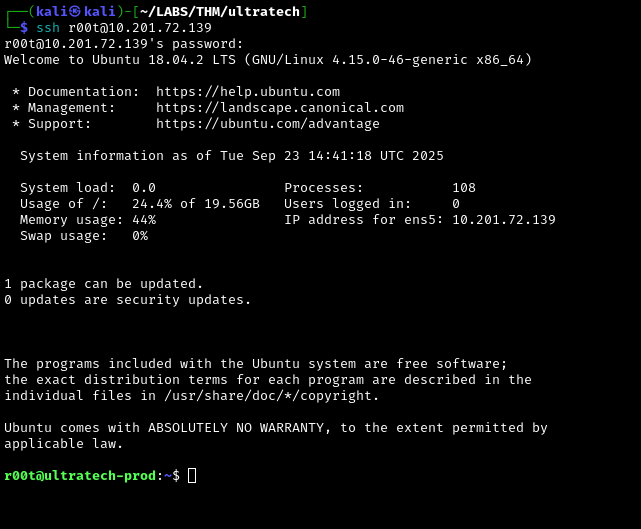 ┌──(kali㉿kali)-[~/LABS/THM/ultratech]
└─$ ssh r00t@10.201.72.139
r00t@10.201.72.139's password:
Welcome to Ubuntu 18.04.2 LTS (GNU/Linux 4.15.0-46-generic x86_64)
* Documentation:  https://help.ubuntu.com
* Management:     https://landscape.canonical.com
* Support:        https://ubuntu.com/advantage
System information as of Tue Sep 23 14:41:18 UTC 2025
System load:  0.0                Processes:           108
Usage of /:   24.4% of 19.56GB   Users logged in:     0
Memory usage: 44%                IP address for ens5: 10.201.72.139
Swap usage:   0%
1 package can be updated.
0 updates are security updates.
The programs included with the Ubuntu system are free software;
the exact distribution terms for each program are described in the
individual files in /usr/share/doc/*/copyright.
Ubuntu comes with ABSOLUTELY NO WARRANTY, to the extent permitted by
applicable law.
r00t@ultratech-prod:~$